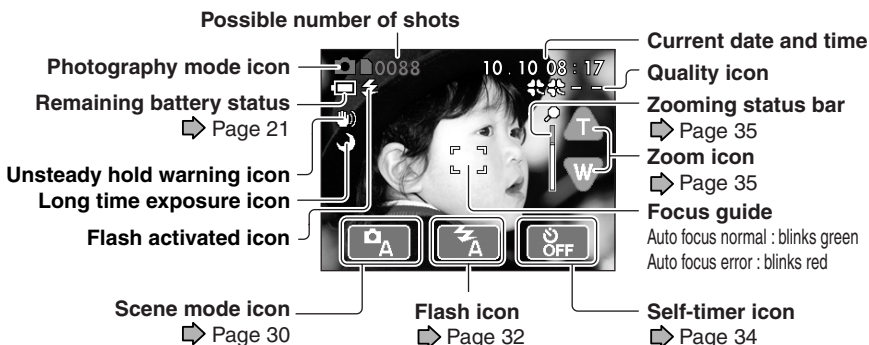 Possible number of shots
Photography mode icon
Remaining battery status
Page 21
Unsteady hold warning icon
Long time exposure icon
Flash activated icon
Scene mode icon
Page 30
0088
10 . 10 08 : 17
T
W
A
A
OFF
Flash icon
Page 32
Current date and time
Quality icon
Zooming status bar
Page 35
Zoom icon
Page 35
Focus guide
Auto focus normal : blinks green
Auto focus error : blinks red
Self-timer icon
Page 34